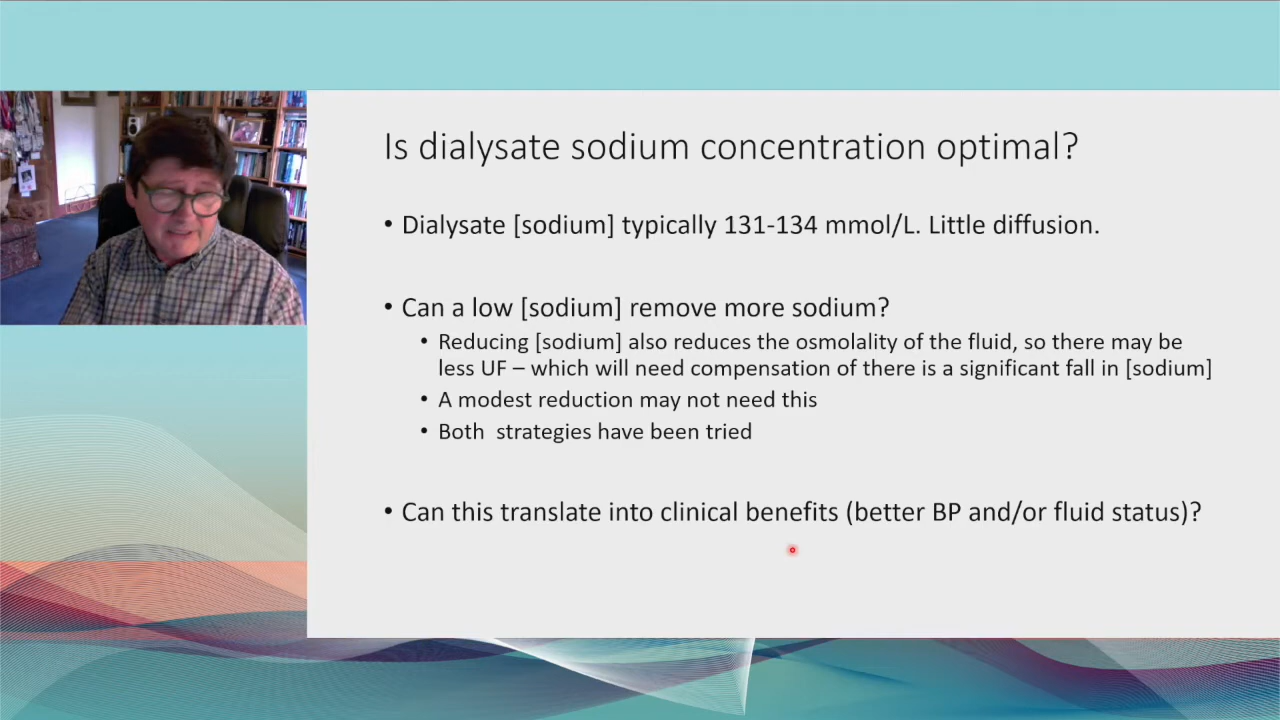 Is dialysate sodium concentration optimal?
• Dialysate [sodium] typically 131-134 mmol/L. Little diffusion.
• Can a low [sodium] remove more sodium?
• Reducing [sodium] also reduces the osmolality of the fluid, so there may be
less UF – which will need compensation of there is a significant fall in [sodium]
• A modest reduction may not need this
• Both  strategies have been tried
• Can this translate into clinical benefits (better BP and/or fluid status)?